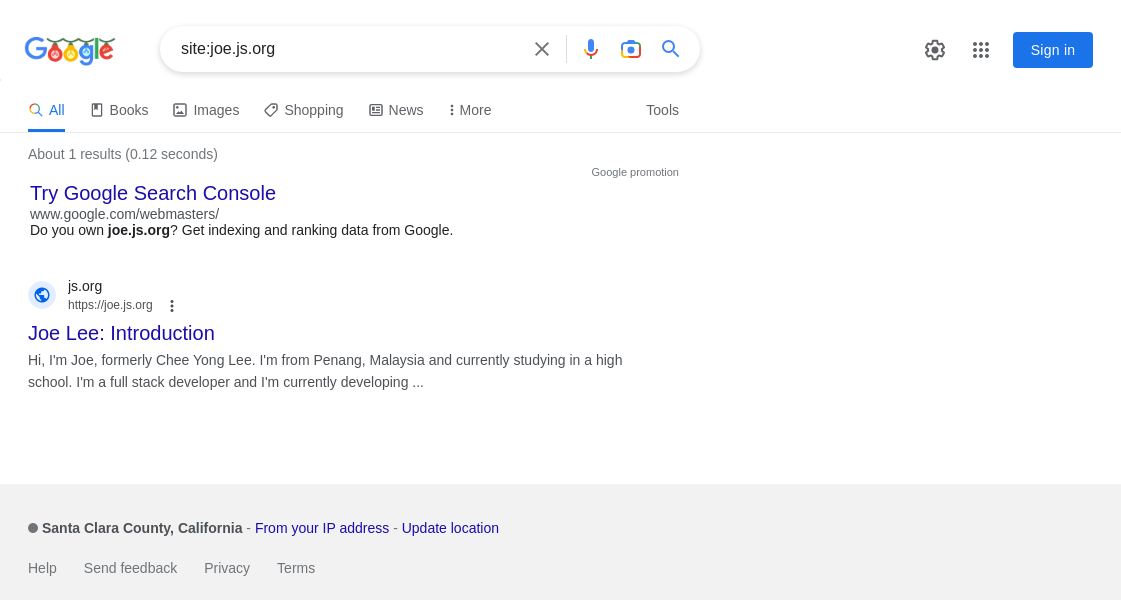 Google
site:joe.js.org
Sign in
All Books Images Shopping News More Tools
About 1 results (0.12 seconds)
Google promotion
Try Google Search Console
www.google.com/webmasters/
Do you own joe.js.org? Get indexing and ranking data from Google.
js.org
https://joe.js.org
Joe Lee: Introduction
Hi, I'm Joe, formerly Chee Yong Lee. I'm from Penang, Malaysia and currently studying in a high
school. I'm a full stack developer and I'm currently developing ...
Santa Clara County, California - From your IP address - Update location
Help Send feedback Privacy Terms